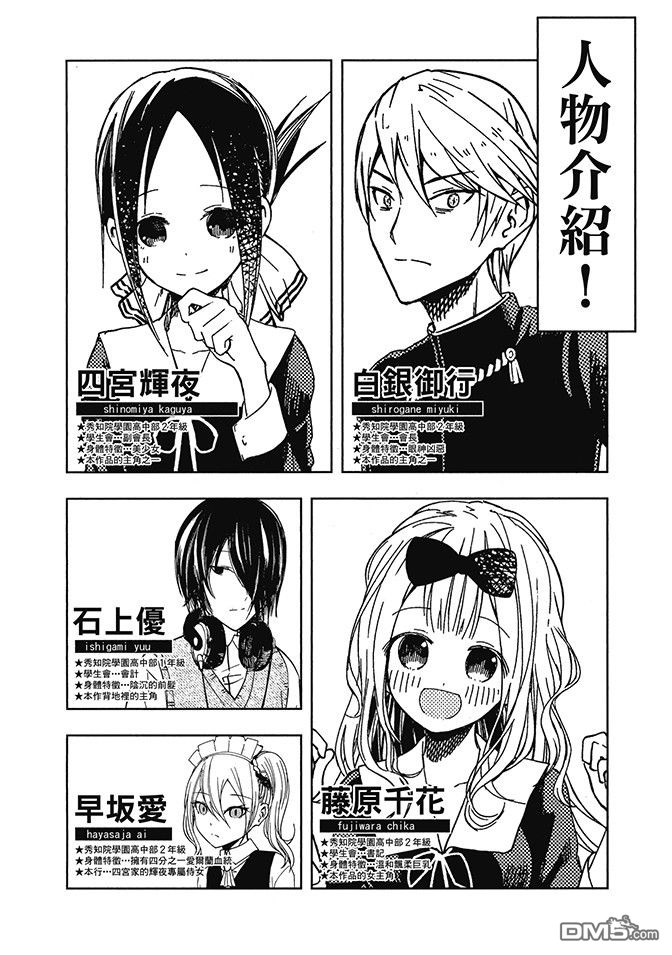 人物介紹！
四宮輝夜
shinomiya kaguya
★秀知院學園高中部2年級
★學生會…副會長
★身體特徵…美少女
★本作品的主角之一
白銀御行
shirogane miyuki
★秀知院學園高中部2年級
★學生會…會長
★身體特徵…眼神凶惡
★本作品的主角之一
石上優
ishigami yuu
★秀知院學園高中部1年級
★學生會…會計
★身體特徵…陰沉的前髮
★本作背地裡的主角
藤原千花
fujiwara chika
★秀知院學園高中部2年級
★學生會…書記
★身體特徵…溫和飄柔巨乳
★本作品的女主角
早坂愛
hayasaja ai
★秀知院學園高中部2年級
★身體特徵…擁有四分之一愛爾蘭血統
★本行…四宮家的輝夜專屬侍女
DM5.com